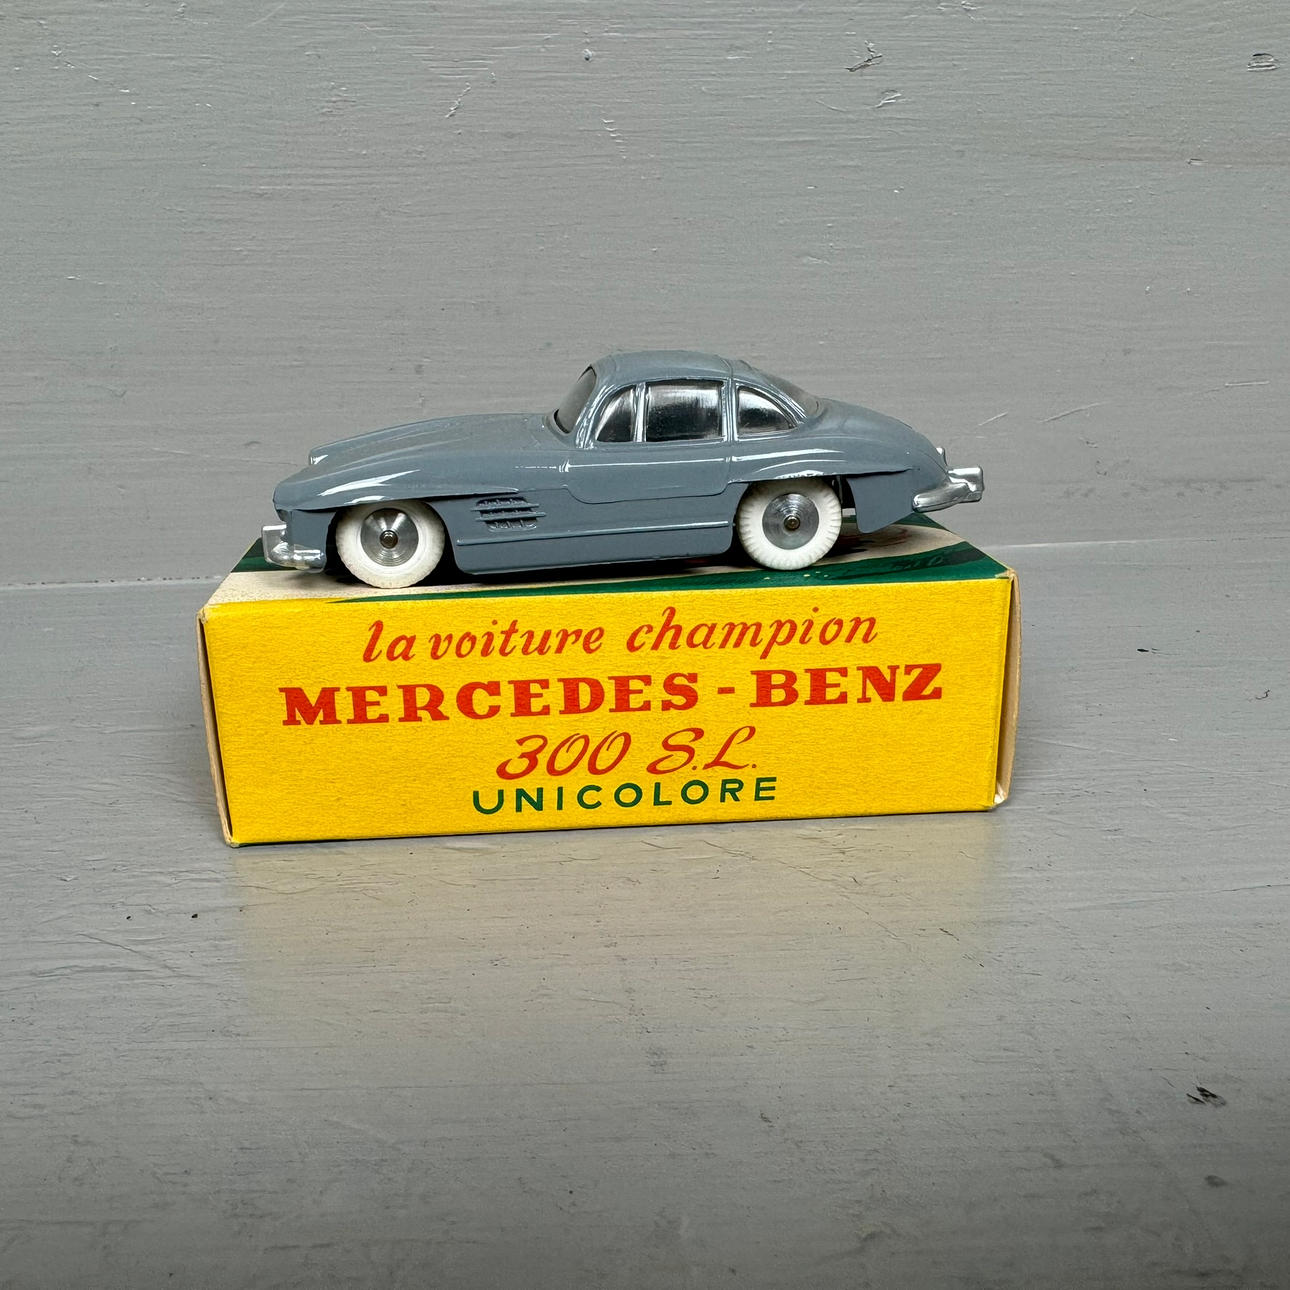 la voiture champion
MERCEDES - BENZ
300 S.L.
UNICOLORE